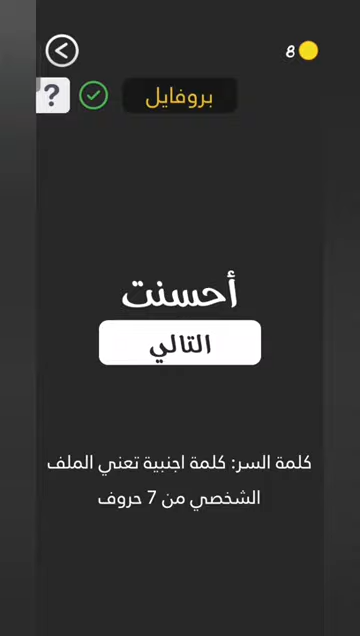 8
بروفايل
?
أحسنت
التالي
كلمة السر: كلمة اجنبية تعني الملف
الشخصي من 7 حروف